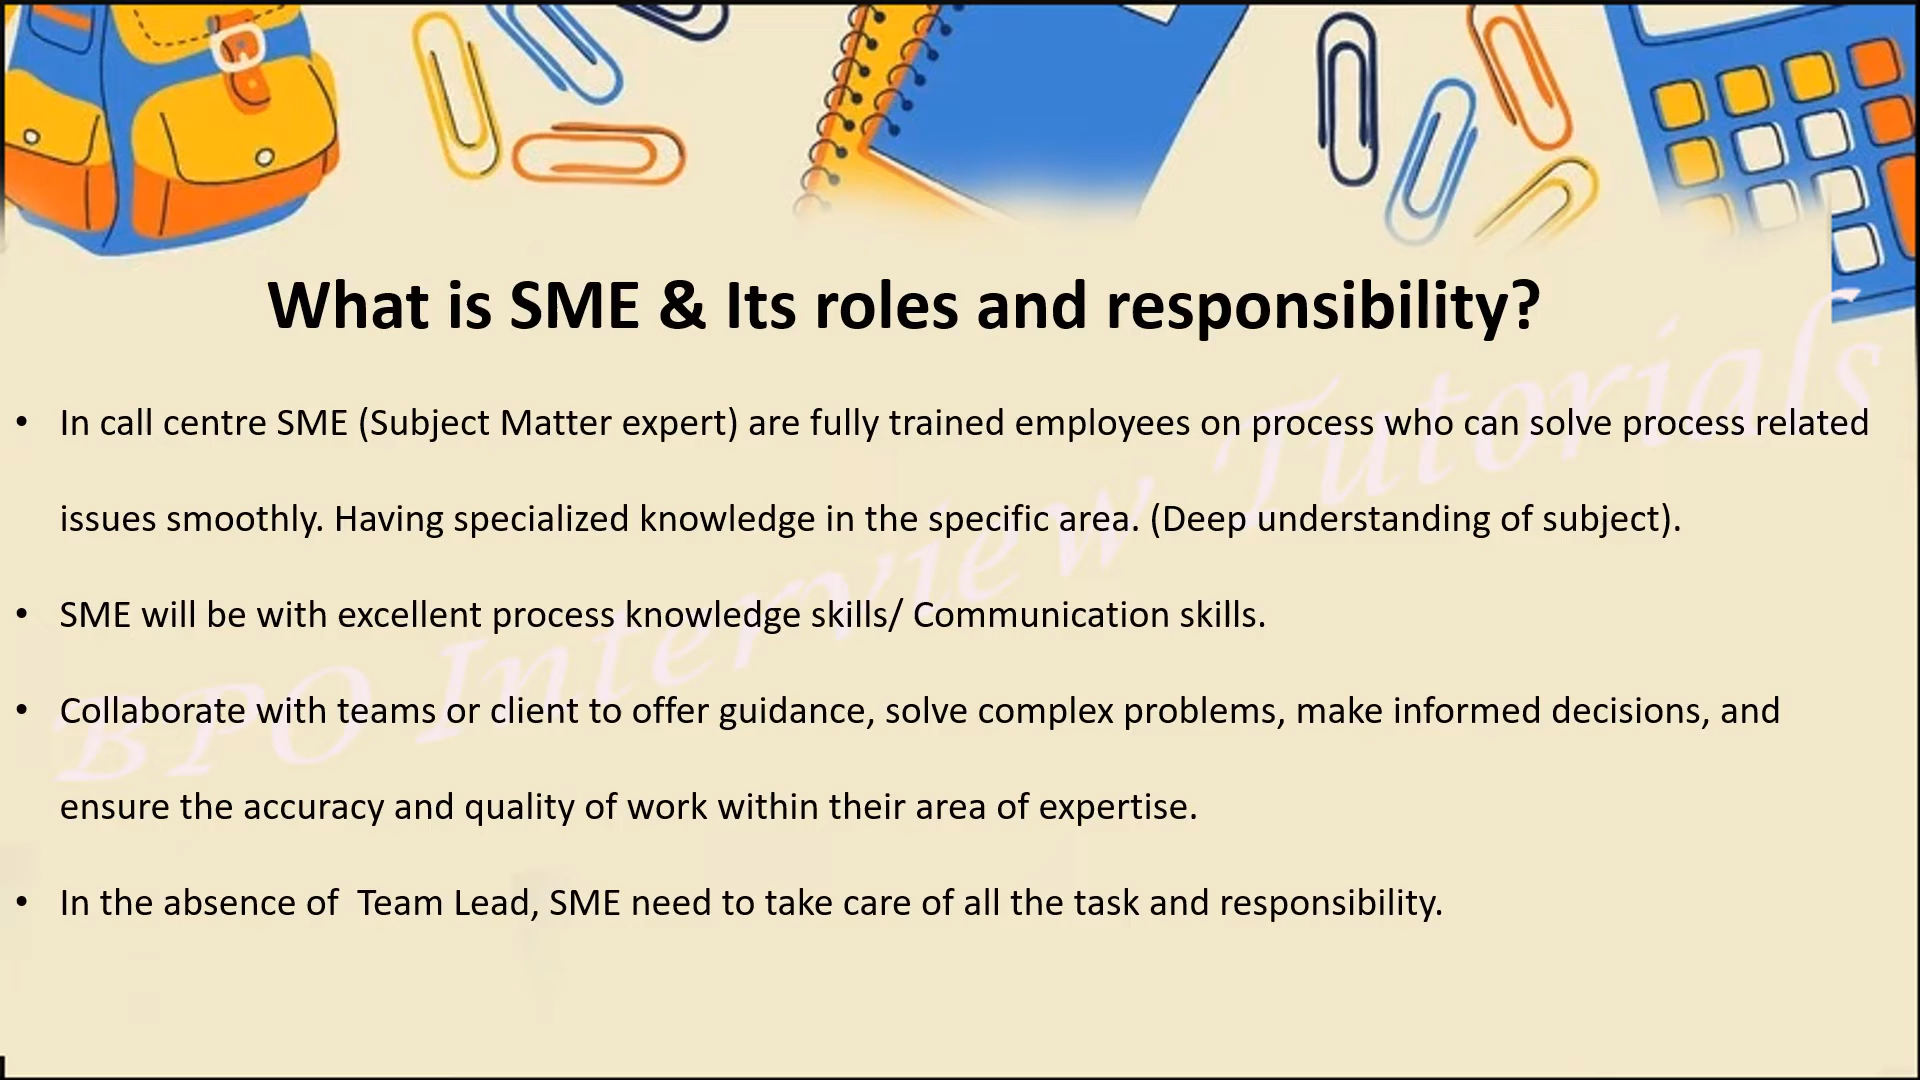 What is SME & Its roles and responsibility?
• In call centre SME (Subject Matter expert) are fully trained employees on process who can solve process related
issues smoothly. Having specialized knowledge in the specific area. (Deep understanding of subject).
• SME will be with excellent process knowledge skills/ Communication skills.
• Collaborate with teams or client to offer guidance, solve complex problems, make informed decisions, and
ensure the accuracy and quality of work within their area of expertise.
• In the absence of  Team Lead, SME need to take care of all the task and responsibility.
BPO Interview Tutorials